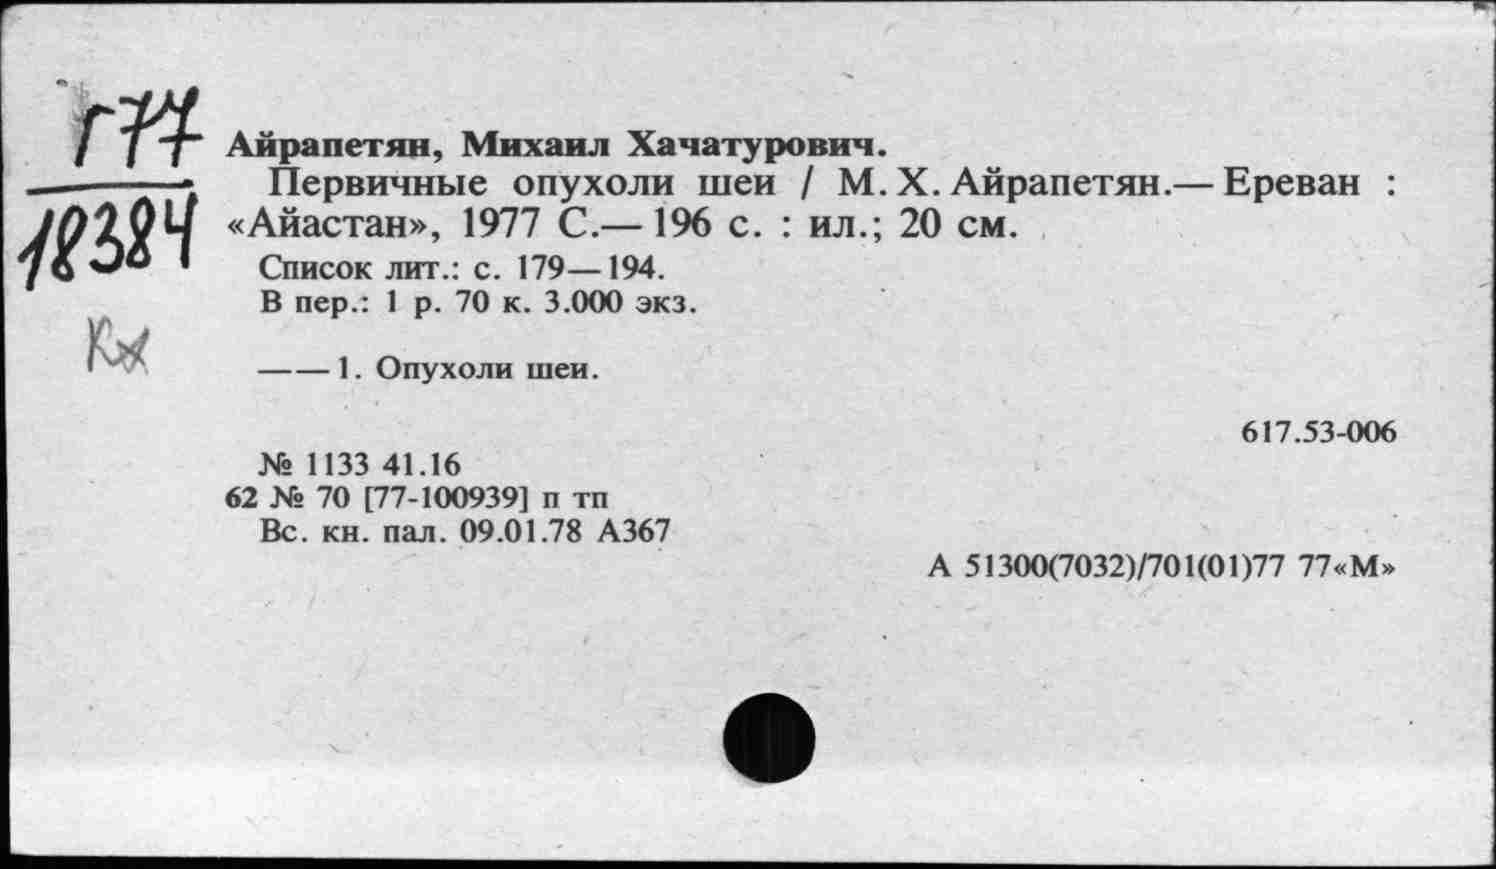 Г77
18384
Кх
Айрапетян, Михаил Хачатурович.
Первичные опухоли шеи / М. Х. Айрапетян.— Ереван :
«Айастан», 1977 С.— 196 с. : ил.; 20 см.
Список лит.: с. 179—194.
В пер.: 1 р. 70 к. 3.000 экз.
—— 1. Опухоли шеи.
617.53-006
№ 1133 41.16
62 № 70 [77-100939] п тп
Вс. кн. пал. 09.01.78 А367
А 51300(7032)/701(01)77 77«М»